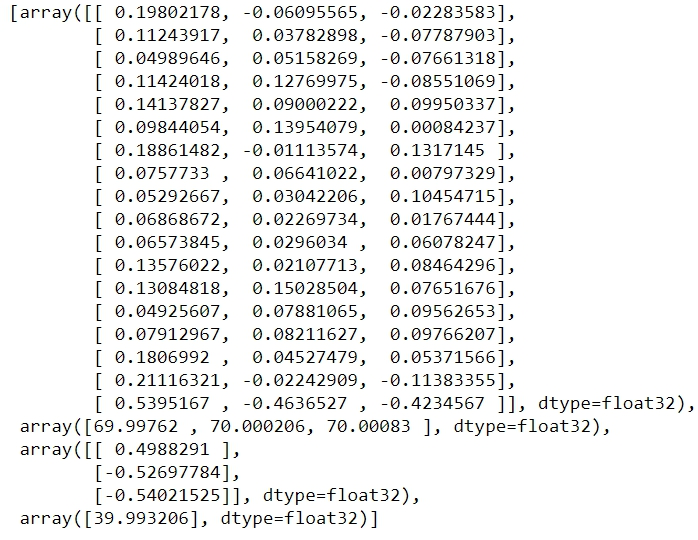 [array([[ 0.19802178, -0.06095565, -0.02283583],
[ 0.11243917, 0.03782898, -0.07787903],
[ 0.04989646, 0.05158269, -0.07661318],
[ 0.11424018, 0.12769975, -0.08551069],
[ 0.14137827, 0.09000222, 0.09950337],
[ 0.09844054, 0.13954079, 0.00084237],
[ 0.18861482, -0.01113574, 0.1317145 ],
[ 0.0757733 , 0.06641022, 0.00797329],
[ 0.05292667, 0.03042206, 0.10454715],
[ 0.06868672, 0.02269734, 0.01767444],
[ 0.06573845, 0.0296034 , 0.06078247],
[ 0.13576022, 0.02107713, 0.08464296],
[ 0.13084818, 0.15028504, 0.07651676],
[ 0.04925607, 0.07881065, 0.09562653],
[ 0.07912967, 0.08211627, 0.09766207],
[ 0.1806992 , 0.04527479, 0.05371566],
[ 0.21116321, -0.02242909, -0.11383355],
[ 0.5395167 , -0.4636527 , -0.4234567 ]], dtype=float32),
array([69.99762 , 70.000206, 70.00083 ], dtype=float32),
array([[ 0.4988291 ],
[-0.52697784],
[-0.54021525]], dtype=float32),
array([39.993206], dtype=float32)]